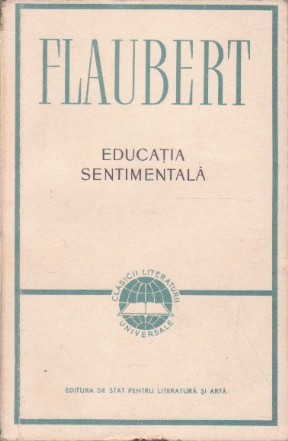 FLAUBERT
EDUCAȚIA
SENTIMENTALĂ
CLASICII LITERATURII
UNIVERSALE
EDITURA DE STAT PENTRU LITERATURĂ ȘI ARTĂ